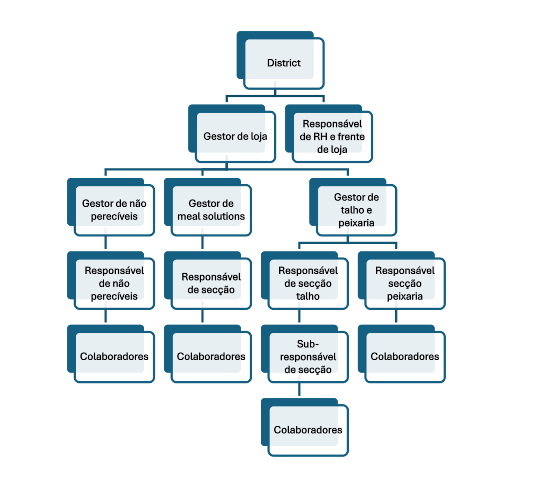 District
Gestor de loja
Responsável
de RH e frente
de loja
Gestor de não
perecíveis
Gestor de
meal solutions
Gestor de
talho e
peixaria
Responsável
de não
perecíveis
Responsável
de secção
Responsável
de secção
talho
Responsável
secção
peixaria
Colaboradores
Colaboradores
Sub-
responsável
de secção
Colaboradores
Colaboradores